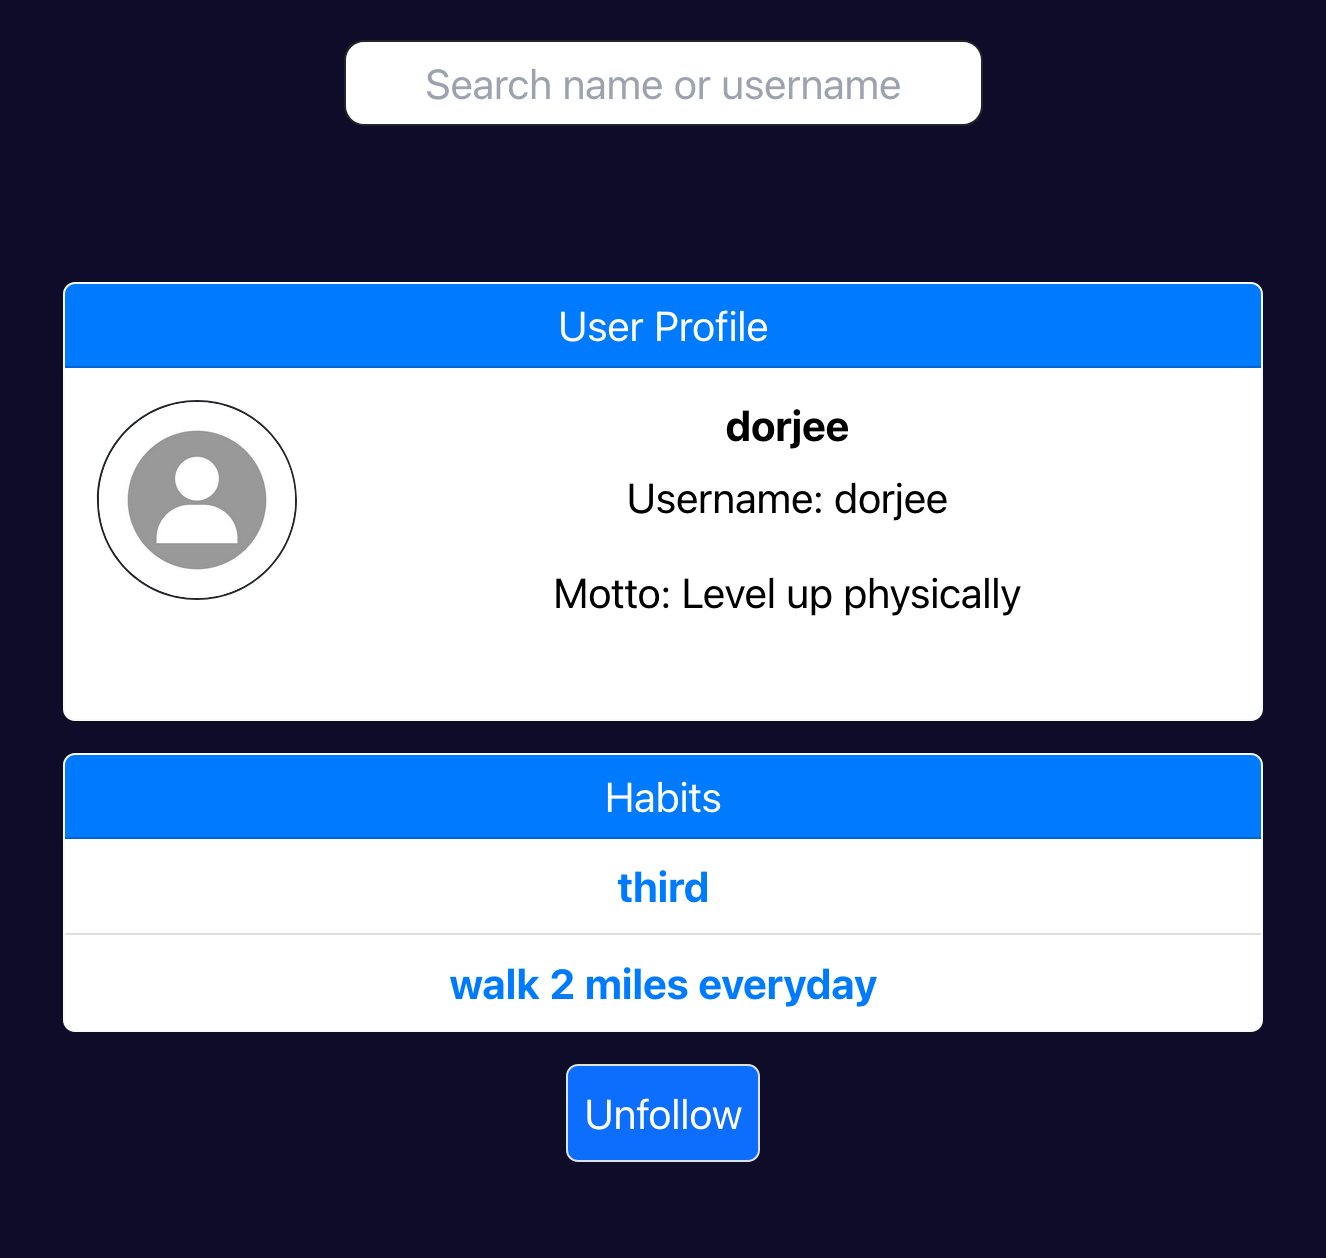 Search name or username
User Profile
dorjee
Username: dorjee
Motto: Level up physically
Habits
third
walk 2 miles everyday
Unfollow